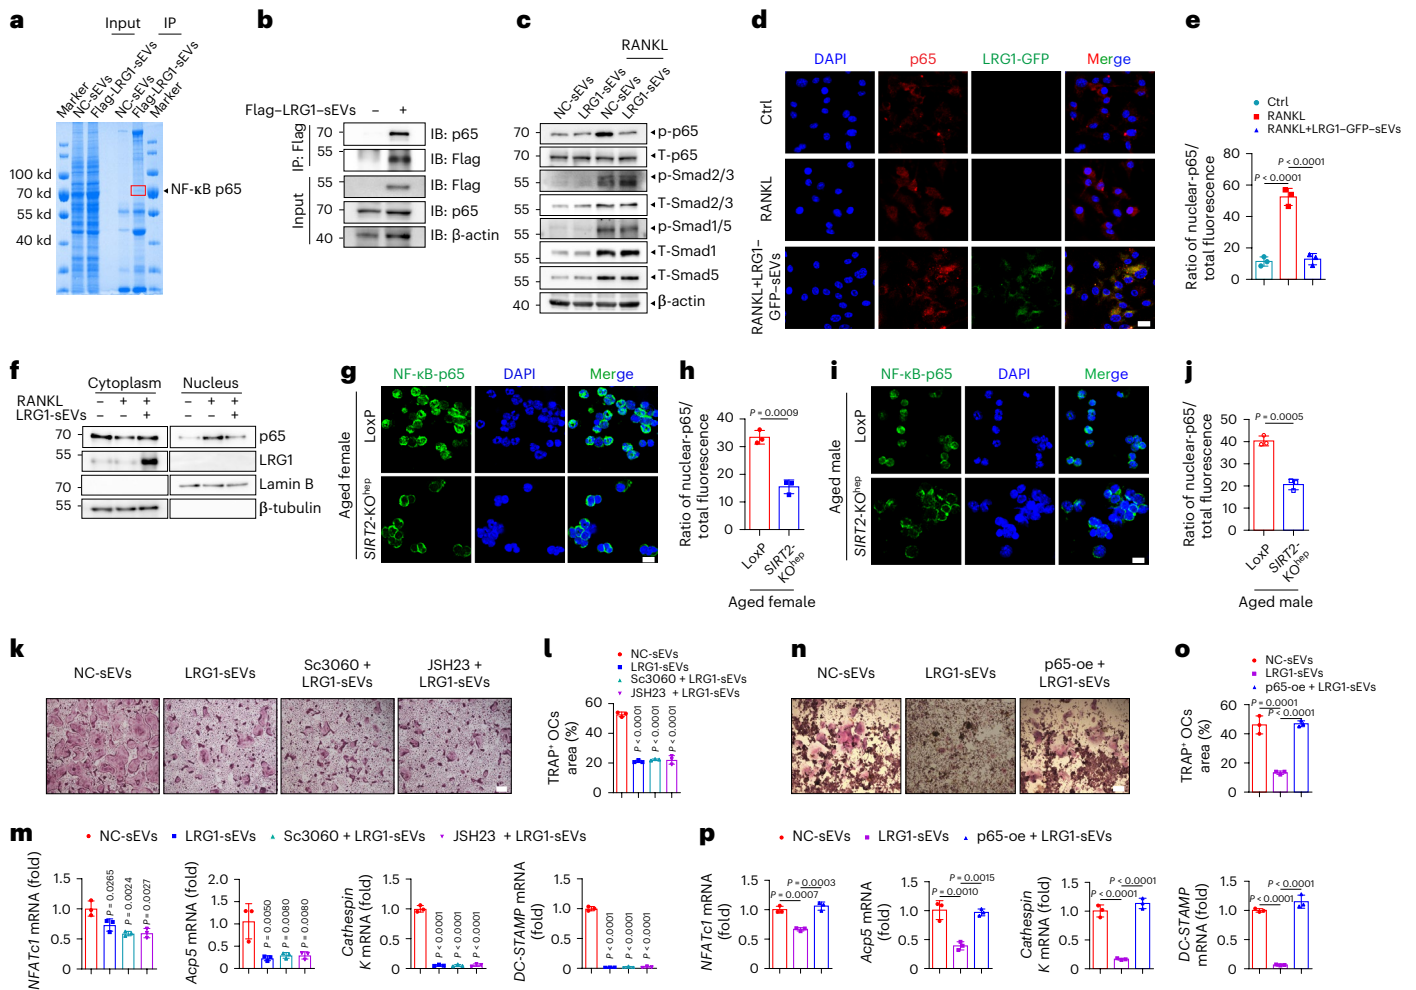 a
Input
IP
Marker
NC-sEVs
Flag-LRG1-sEVs
NC-sEVs
Flag-LRG1-sEVs
Marker
100 kd
70 kd
55 kd
40 kd
NF-κB p65
b
Flag–LRG1–sEVs
–
+
IP: Flag
70
IB: p65
55
IB: Flag
Input
55
IB: Flag
70
IB: p65
40
IB: β-actin
c
RANKL
NC-sEVs
LRG1-sEVs
NC-sEVs
LRG1-sEVs
70
p-p65
70
T-p65
55
p-Smad2/3
55
T-Smad2/3
55
p-Smad1/5
55
T-Smad1
55
T-Smad5
40
β-actin
d
DAPI
p65
LRG1-GFP
Merge
Ctrl
RANKL
RANKL+LRG1–
GFP–sEVs
e
Ctrl
RANKL
RANKL+LRG1–GFP–sEVs
Ratio of nuclear-p65/
total fluorescence
80
60
40
20
0
P < 0.0001
P < 0.0001
f
Cytoplasm
Nucleus
RANKL
–
+
+
–
+
+
LRG1-sEVs
–
–
+
–
–
+
70
p65
55
LRG1
70
Lamin B
55
β-tubulin
g
NF-κB-p65
DAPI
Merge
Aged female
LoxP
SIRT2-KOhep
h
Ratio of nuclear-p65/
total fluorescence
40
30
20
10
0
P = 0.0009
LoxP
SIRT2-
KOhep
Aged female
i
NF-κB-p65
DAPI
Merge
Aged male
LoxP
SIRT2-KOhep
j
Ratio of nuclear-p65/
total fluorescence
50
40
30
20
10
0
P = 0.0005
LoxP
SIRT2-
KOhep
Aged male
k
NC-sEVs
LRG1-sEVs
Sc3060 +
LRG1-sEVs
JSH23 +
LRG1-sEVs
l
NC-sEVs
LRG1-sEVs
Sc3060 + LRG1-sEVs
JSH23 + LRG1-sEVs
TRAP+ OCs
area (%)
60
40
20
0
P < 0.0001
P < 0.0001
P < 0.0001
n
NC-sEVs
LRG1-sEVs
p65-oe +
LRG1-sEVs
o
NC-sEVs
LRG1-sEVs
p65-oe + LRG1-sEVs
TRAP+ OCs
area (%)
60
40
20
0
P < 0.0001
P < 0.0001
m
NC-sEVs
LRG1-sEVs
Sc3060 + LRG1-sEVs
JSH23 + LRG1-sEVs
NFATc1 mRNA (fold)
1.5
1.0
0.5
0
P = 0.0265
P = 0.0024
P = 0.0027
Acp5 mRNA (fold)
2.0
1.5
1.0
0.5
0
P = 0.0050
P = 0.0080
P = 0.0080
Cathespin
K mRNA (fold)
1.5
1.0
0.5
0
P < 0.0001
P < 0.0001
P < 0.0001
DC-STAMP mRNA
(fold)
1.5
1.0
0.5
0
P < 0.0001
P < 0.0001
P < 0.0001
p
NC-sEVs
LRG1-sEVs
p65-oe + LRG1-sEVs
NFATc1 mRNA
(fold)
1.5
1.0
0.5
0
P = 0.0003
P = 0.0007
Acp5 mRNA
(fold)
1.5
1.0
0.5
0
P = 0.0015
P = 0.0010
Cathespin
K mRNA (fold)
1.5
1.0
0.5
0
P < 0.0001
P < 0.0001
DC-STAMP
mRNA (fold)
1.5
1.0
0.5
0
P < 0.0001
P < 0.0001